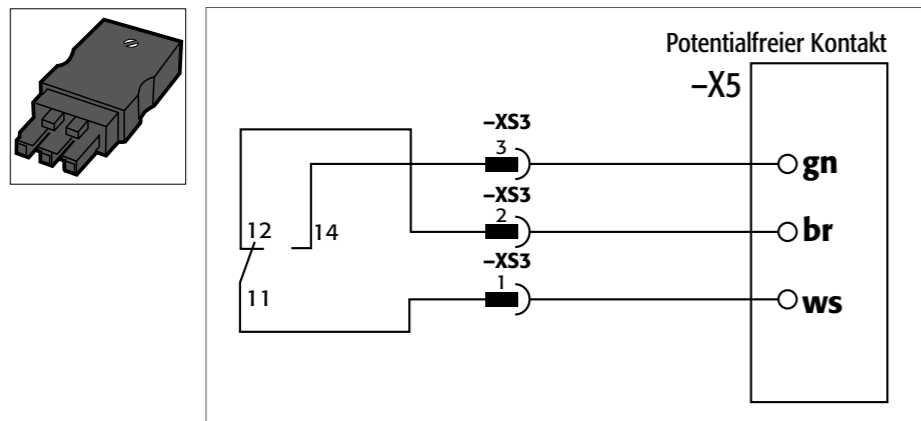 Potentialfreier Kontakt
–X5
–XS3
3
gn
–XS3
2
br
12
14
–XS3
1
11
ws